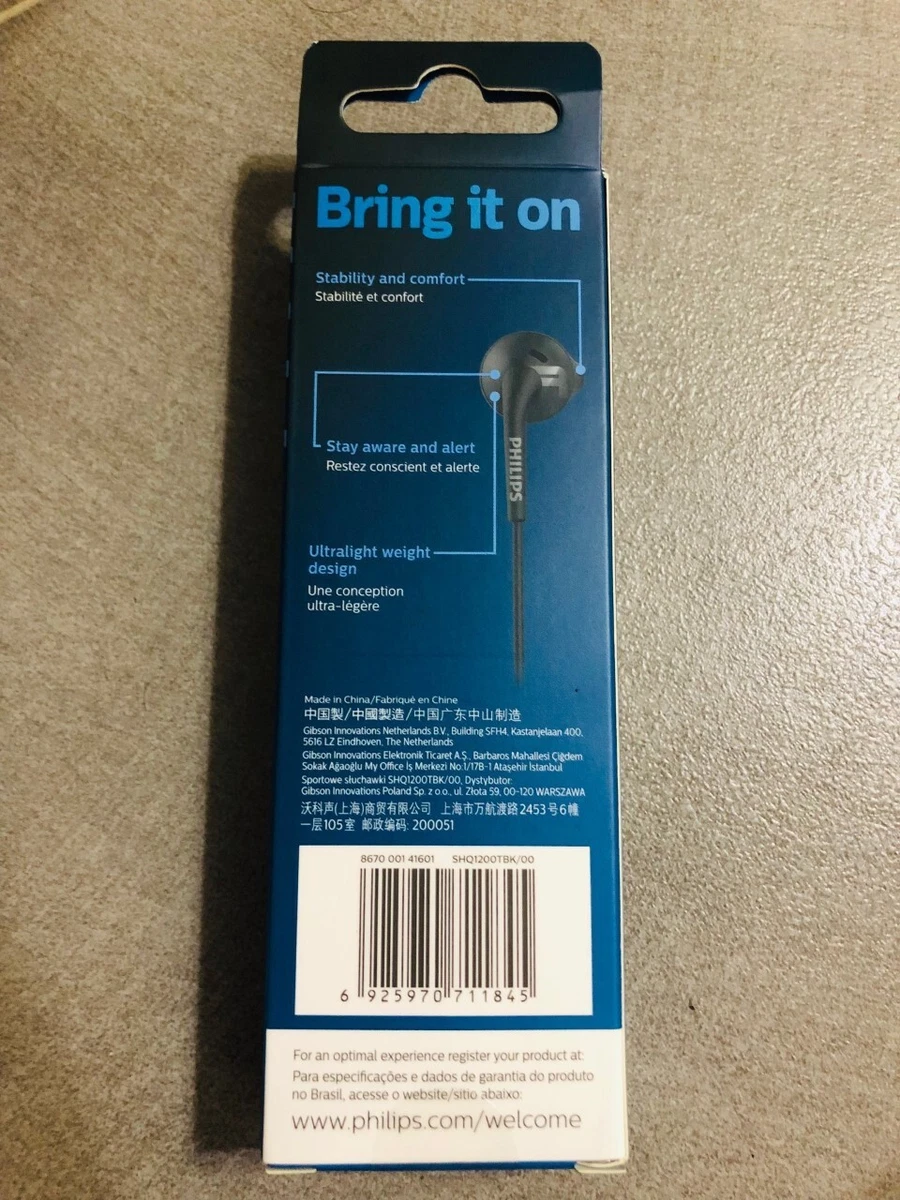 Bring it on
Stability and comfort
Stabilité et confort
Stay aware and alert
Restez conscient et alerte
PHILIPS
Ultralight weight
design
Une conception
ultra-légère
Made in China/Fabriqué en Chine
中国製/中國製造/中国广东中山制造
Gibson Innovations Netherlands B.V., Building SFH4, Kastanjelaan 400,
5616 LZ Eindhoven, The Netherlands
Gibson Innovations Elektronik Ticaret A.Ş., Barbaros Mahallesi Çiğdem
Sokak Ağaoğlu My Office İş Merkezi No:1/17B-1 Ataşehir İstanbul
Sportowe słuchawki SHQ1200TBK/00, Dystybutor:
Gibson Innovations Poland Sp. z o.o., ul. Złota 59, 00-120 WARSZAWA
沃科声(上海)商贸有限公司 上海市万航渡路2453号6幢
一层105室 邮政编码: 200051
8670 001 41601 SHQ1200TBK/00
6 925970 711845
For an optimal experience register your product at:
Para especificações e dados de garantia do produto
no Brasil, acesse o website/sítio abaixo:
www.philips.com/welcome